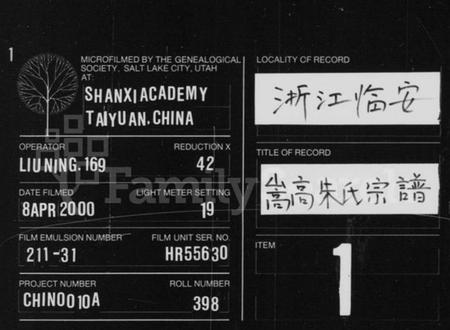 1
MICROFILMED BY THE GENEALOGICAL
SOCIETY, SALT LAKE CITY, UTAH
AT:
SHANXI ACADEMY
TAIYUAN. CHINA
OPERATOR
REDUCTION X
LIU NING. 169
42
DATE FILMED
LIGHT METER SETTING
8APR 2000
19
FILM EMULSION NUMBER
FILM UNIT SER. NO.
211-31
HR55630
PROJECT NUMBER
ROLL NUMBER
CHINO010A
398
LOCALITY OF RECORD
浙江临安
TITLE OF RECORD
嵩高朱氏宗譜
ITEM
1
FamilySearch